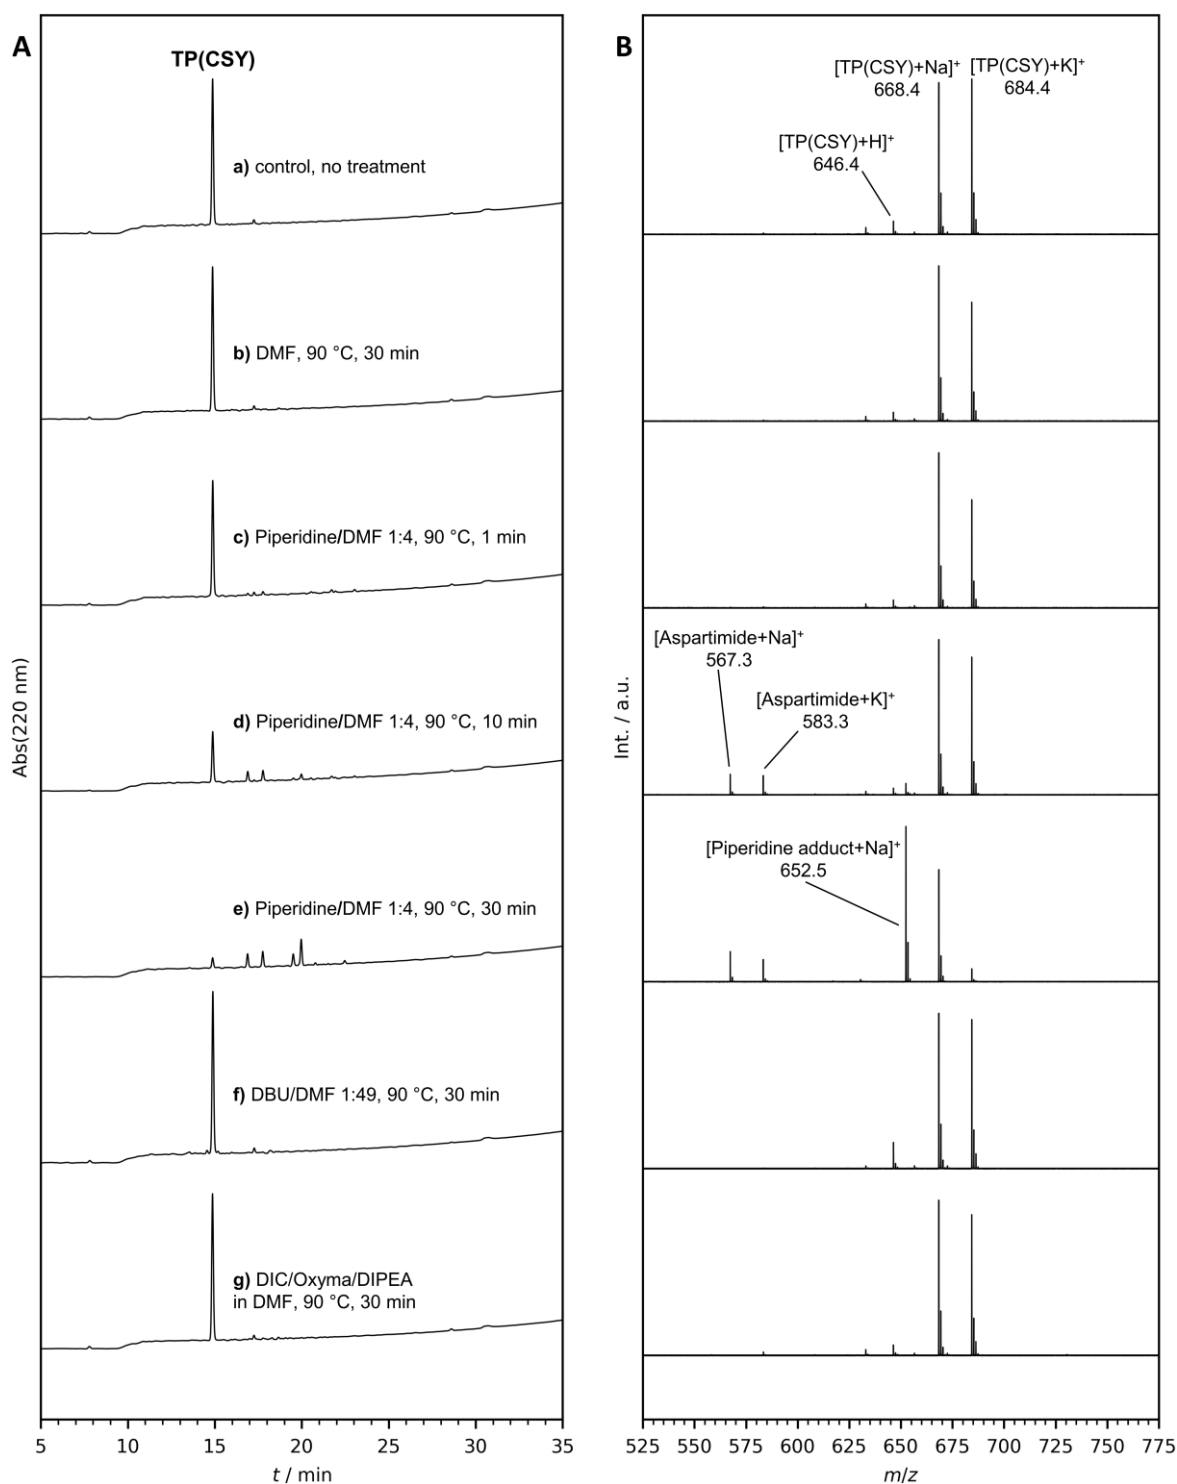 A
TP(CSY)
a) control, no treatment
b) DMF, 90 °C, 30 min
c) Piperidine/DMF 1:4, 90 °C, 1 min
d) Piperidine/DMF 1:4, 90 °C, 10 min
e) Piperidine/DMF 1:4, 90 °C, 30 min
f) DBU/DMF 1:49, 90 °C, 30 min
g) DIC/Oxyma/DIPEA
in DMF, 90 °C, 30 min
Abs(220 nm)
5 10 15 20 25 30 35
t / min
B
[TP(CSY)+Na]⁺
668.4
[TP(CSY)+K]⁺
684.4
[TP(CSY)+H]⁺
646.4
[Aspartimide+Na]⁺
567.3
[Aspartimide+K]⁺
583.3
[Piperidine adduct+Na]⁺
652.5
Int. / a.u.
525 550 575 600 625 650 675 700 725 750 775
m/z